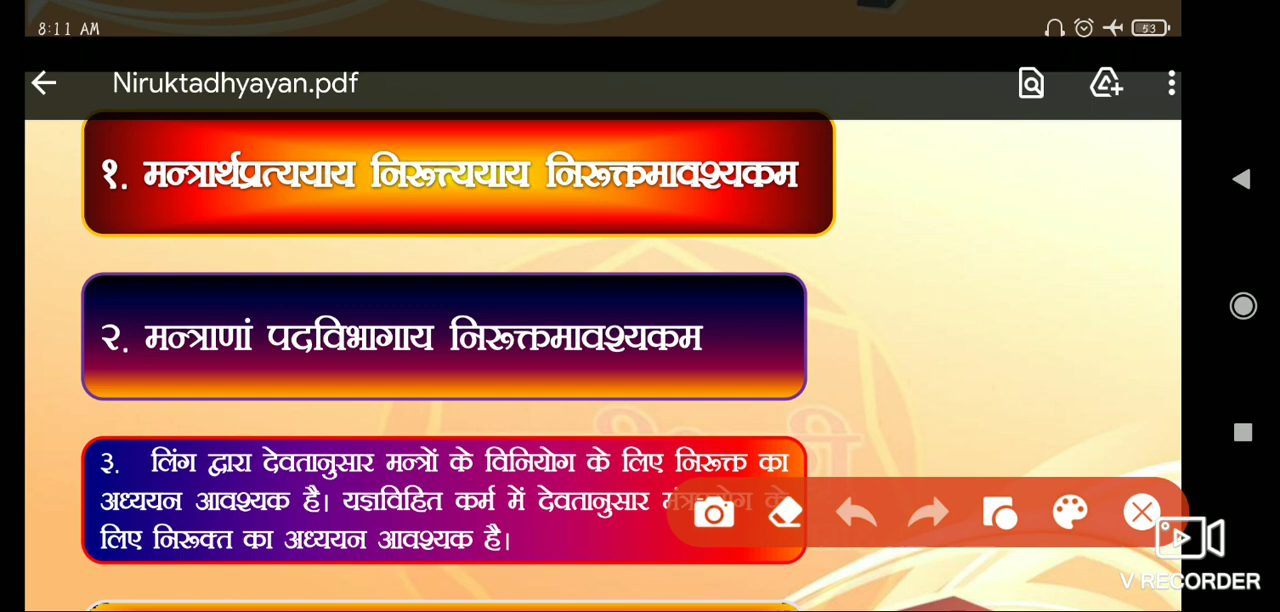 8:11 AM
53
Niruktadhyayan.pdf
१. मन्त्रार्थप्रत्ययाय निरूत्त्ययाय निरूक्तमावश्यकम
२. मन्त्राणां पदविभागाय निरूक्तमावश्यकम
३. लिंग द्वारा देवतानुसार मन्त्रों के विनियोग के लिए निरूक्त का
अध्ययन आवश्यक है। यज्ञविहित कर्म में देवतानुसार के
लिए निरूक्त का अध्ययन आवश्यक है।
V RECORDER